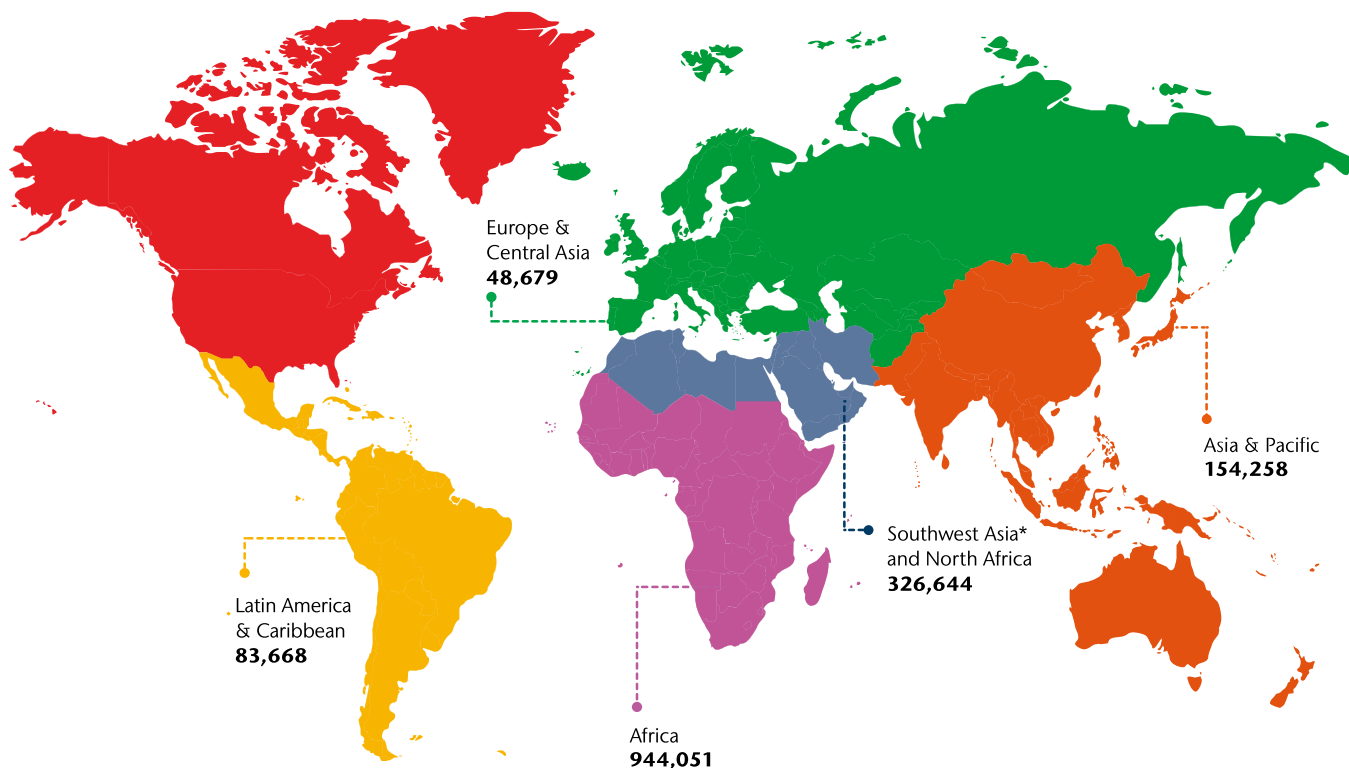 Europe &
Central Asia
48,679
Asia & Pacific
154,258
Southwest Asia*
and North Africa
326,644
Latin America
& Caribbean
83,668
Africa
944,051